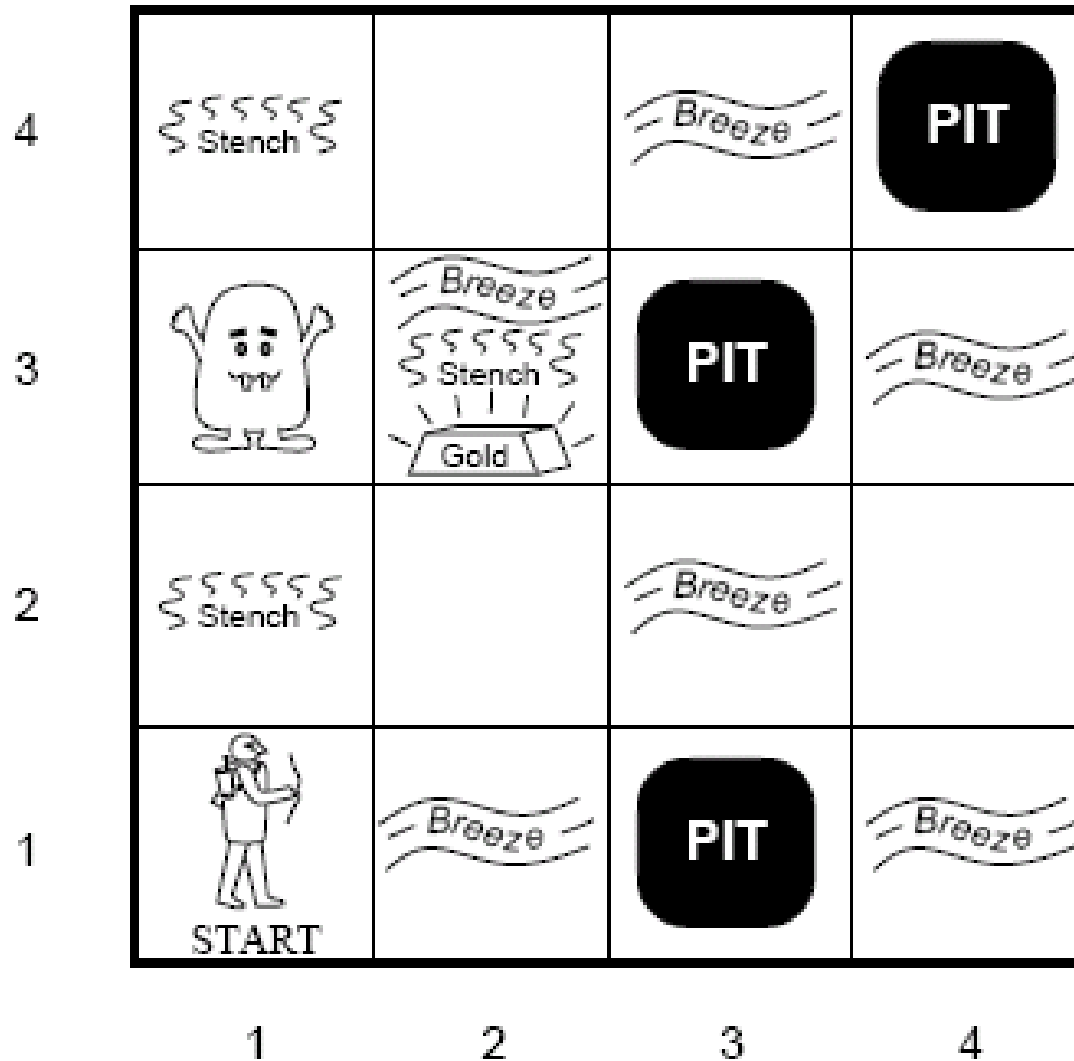 4
Stench
Breeze
PIT
3
Breeze
Stench
Gold
PIT
Breeze
2
Stench
Breeze
1
START
Breeze
PIT
Breeze
1 2 3 4